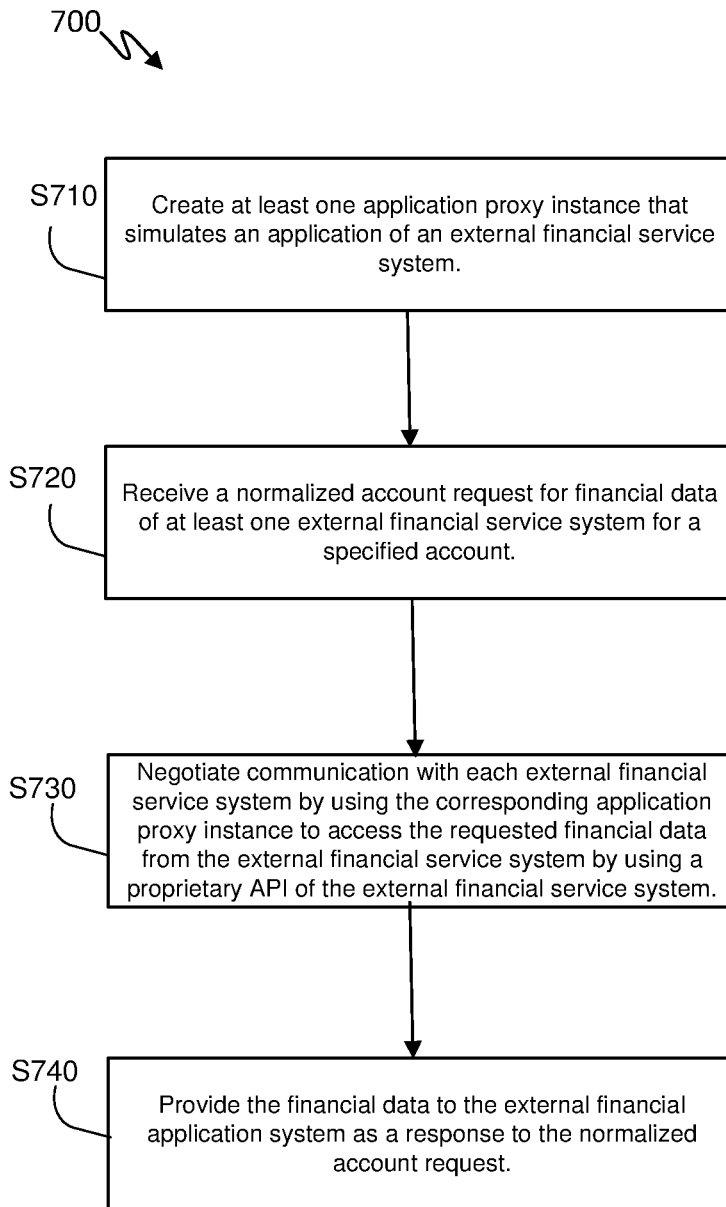 700
S710
Create at least one application proxy instance that
simulates an application of an external financial service
system.
S720
Receive a normalized account request for financial data
of at least one external financial service system for a
specified account.
S730
Negotiate communication with each external financial
service system by using the corresponding application
proxy instance to access the requested financial data
from the external financial service system by using a
proprietary API of the external financial service system.
S740
Provide the financial data to the external financial
application system as a response to the normalized
account request.